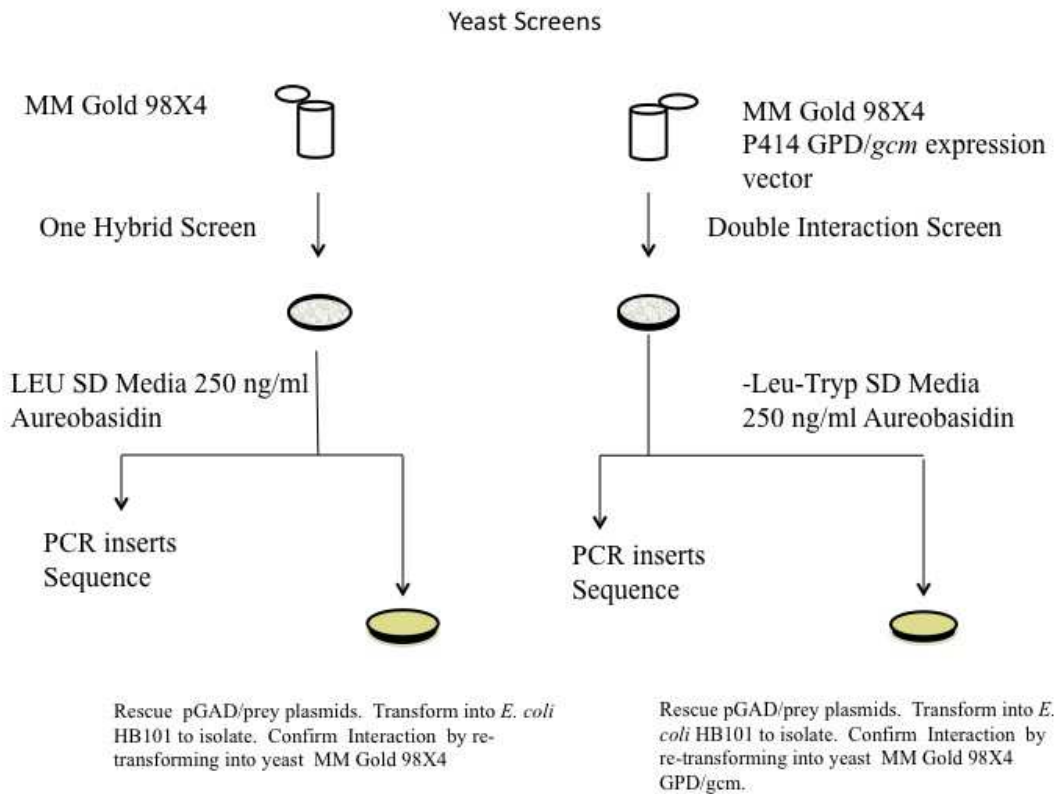 Yeast Screens
MM Gold 98X4
MM Gold 98X4
P414 GPD/gcm expression
vector
One Hybrid Screen
Double Interaction Screen
LEU SD Media 250 ng/ml
Aureobasidin
-Leu-Tryp SD Media
250 ng/ml Aureobasidin
PCR inserts
Sequence
PCR inserts
Sequence
Rescue pGAD/prey plasmids. Transform into E. coli
HB101 to isolate. Confirm Interaction by re-
transforming into yeast MM Gold 98X4
Rescue pGAD/prey plasmids. Transform into E.
coli HB101 to isolate. Confirm Interaction by
re-transforming into yeast MM Gold 98X4
GPD/gcm.